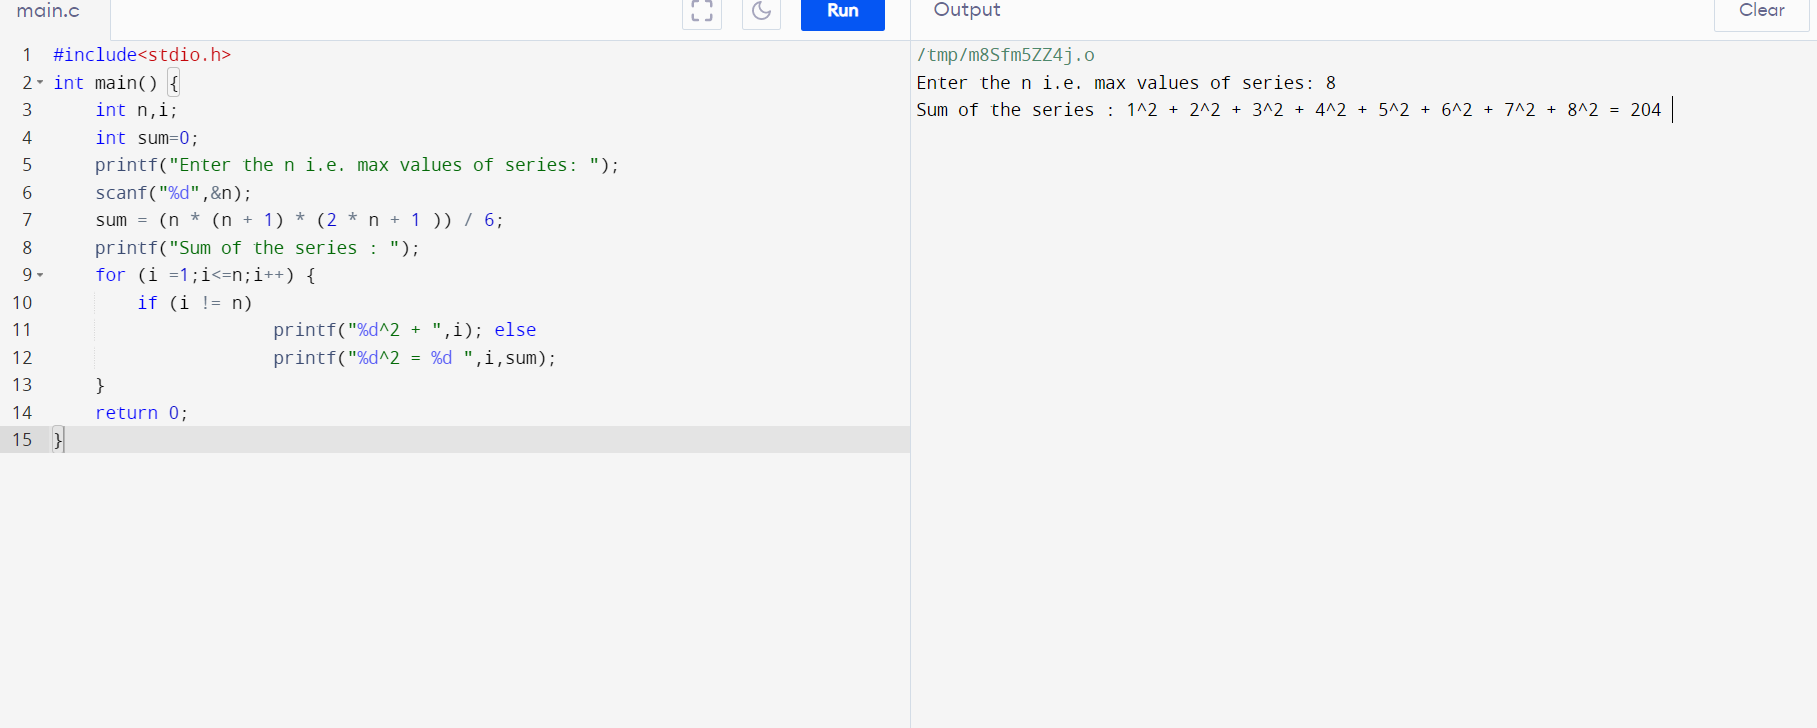 main.c
Run
Output
Clear
1 #include<stdio.h>
2 int main() {
3     int n,i;
4     int sum=0;
5     printf("Enter the n i.e. max values of series: ");
6     scanf("%d",&n);
7     sum = (n * (n + 1) * (2 * n + 1 )) / 6;
8     printf("Sum of the series : ");
9     for (i =1;i<=n;i++) {
10         if (i != n)
11                      printf("%d^2 + ",i); else
12                      printf("%d^2 = %d ",i,sum);
13     }
14     return 0;
15 }
/tmp/m8Sfm5ZZ4j.o
Enter the n i.e. max values of series: 8
Sum of the series : 1^2 + 2^2 + 3^2 + 4^2 + 5^2 + 6^2 + 7^2 + 8^2 = 204